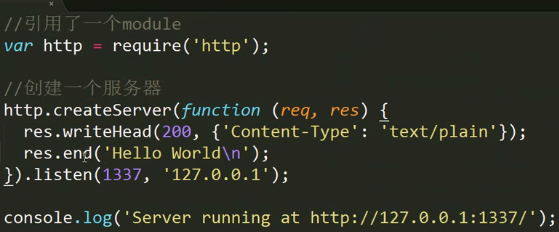 //引用了一个module
var http = require('http');
//创建一个服务器
http.createServer(function (req, res) {
  res.writeHead(200, {'Content-Type': 'text/plain'});
  res.end('Hello World\n');
}).listen(1337, '127.0.0.1');
console.log('Server running at http://127.0.0.1:1337/');